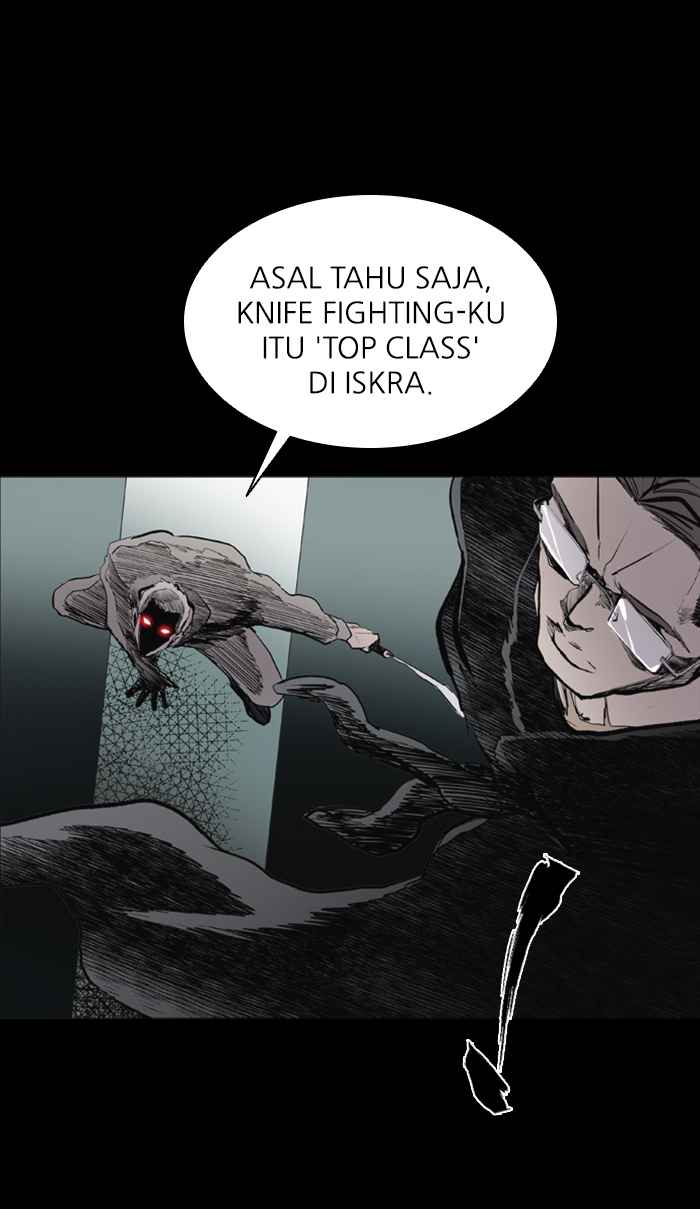 ASAL TAHU SAJA,
KNIFE FIGHTING-KU
ITU 'TOP CLASS'
DI ISKRA.